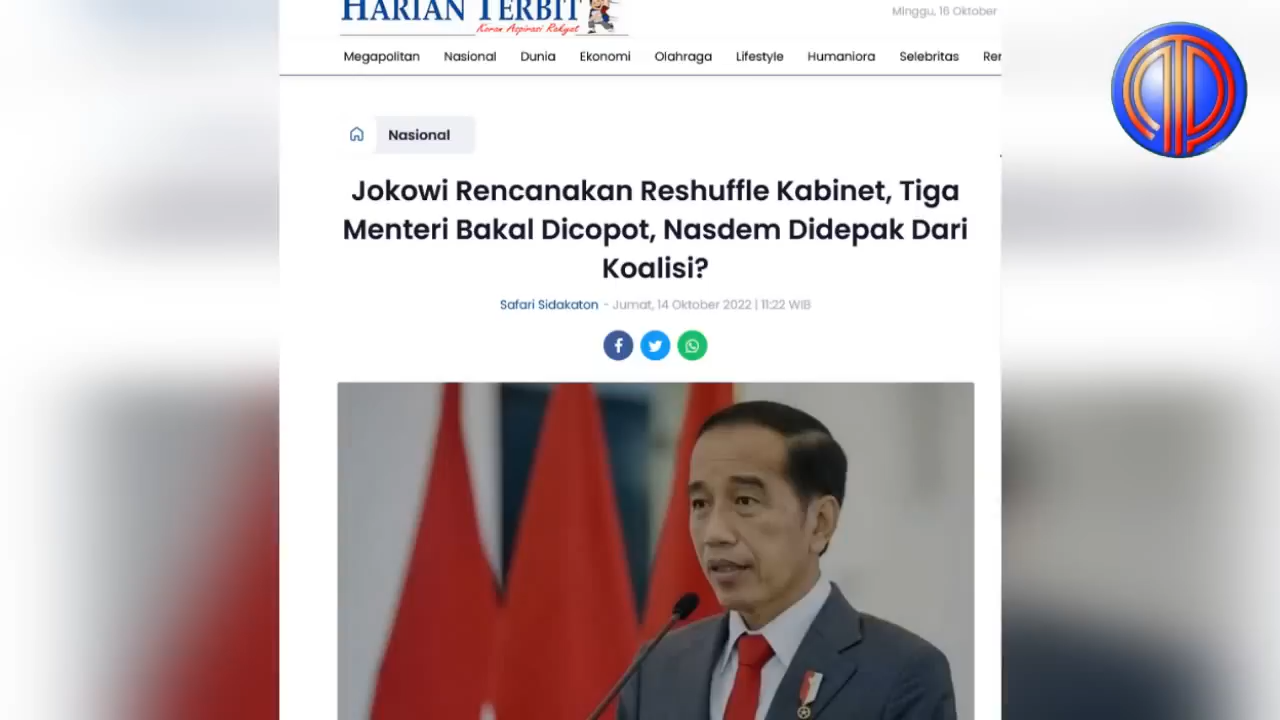 HARIAN TERBIT
Koran Aspirasi Rakyat
Minggu, 16 Oktober
Megapolitan Nasional Dunia Ekonomi Olahraga Lifestyle Humaniora Selebritas Ren
Nasional
Jokowi Rencanakan Reshuffle Kabinet, Tiga
Menteri Bakal Dicopot, Nasdem Didepak Dari
Koalisi?
Safari Sidakaton - Jumat, 14 Oktober 2022 | 11:22 WIB